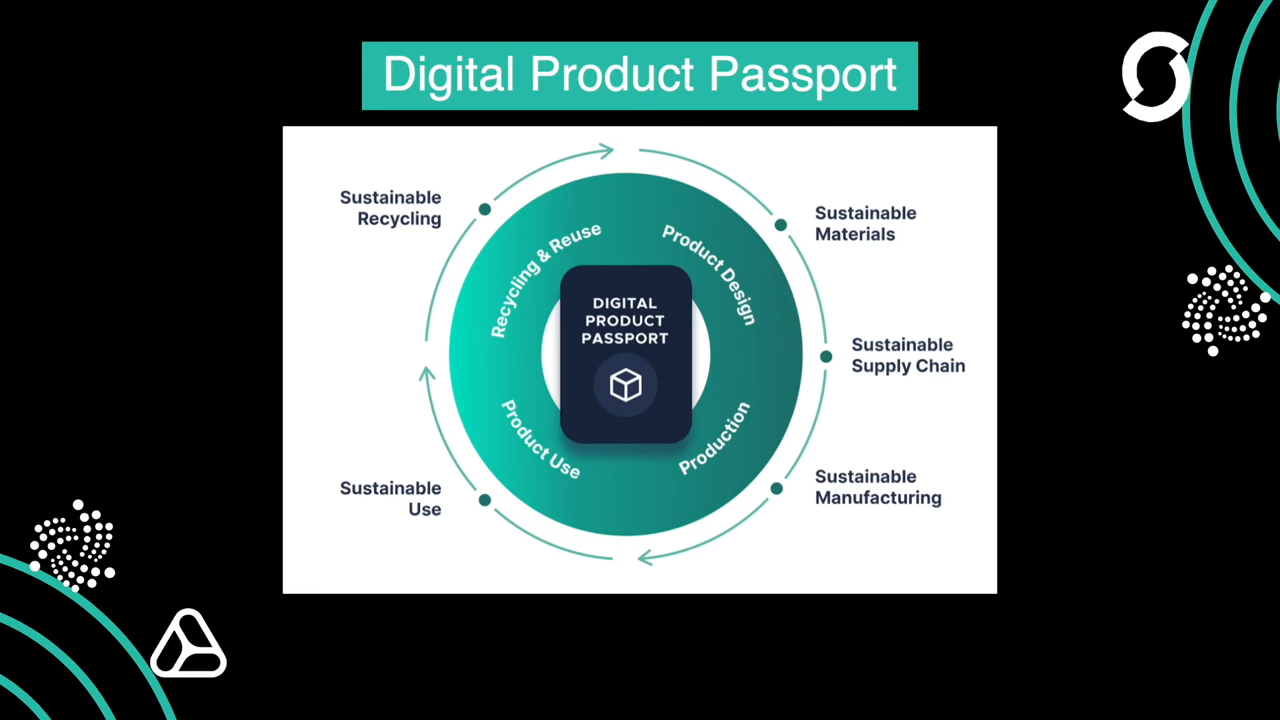 Digital Product Passport
Sustainable
Recycling
Sustainable
Materials
Recycling & Reuse
Product Design
DIGITAL
PRODUCT
PASSPORT
Sustainable
Supply Chain
Product Use
Production
Sustainable
Use
Sustainable
Manufacturing